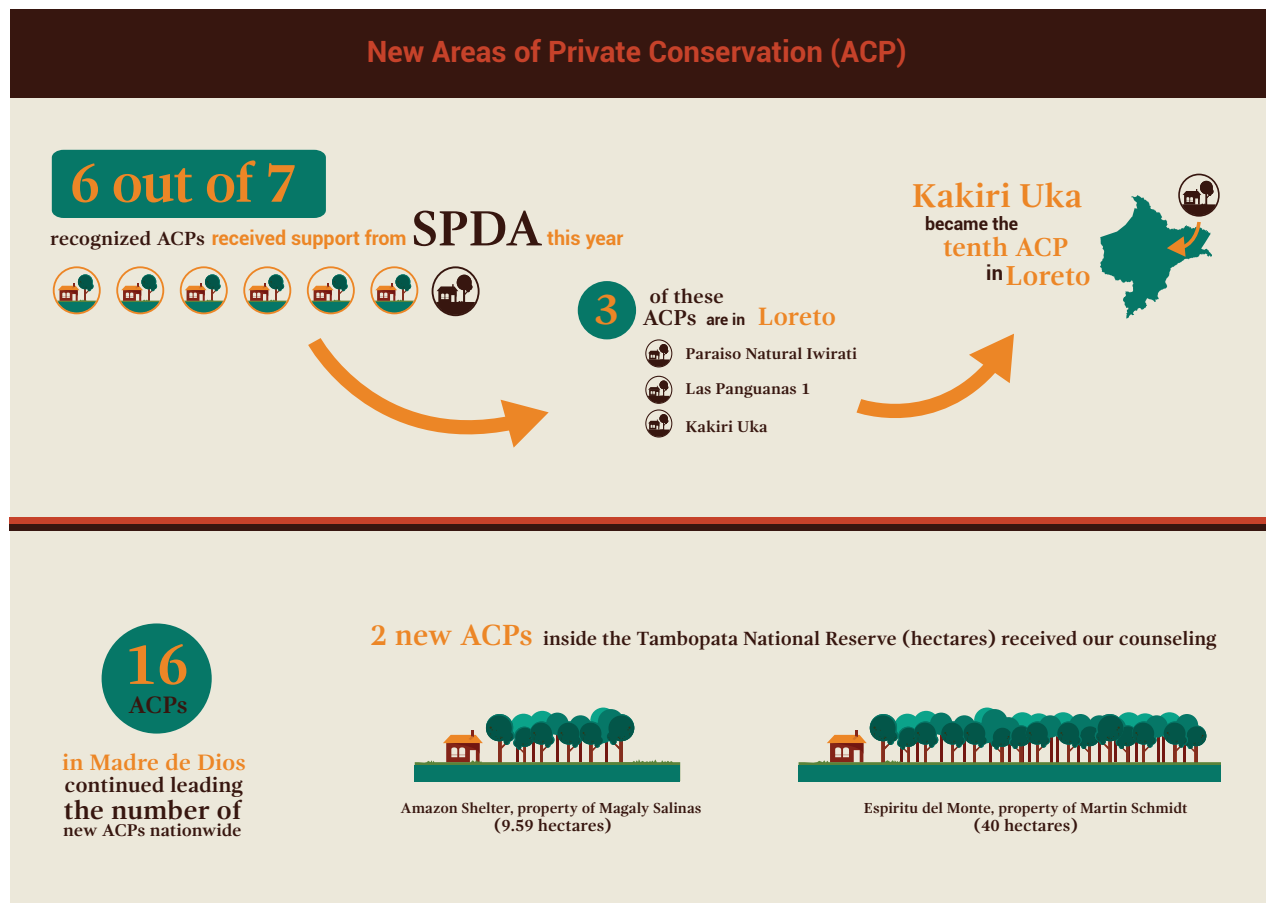 New Areas of Private Conservation (ACP)
6 out of 7
recognized ACPs received support from SPDA this year
3
of these
ACPs are in Loreto
Paraiso Natural Iwirati
Las Panguanas 1
Kakiri Uka
Kakiri Uka
became the
tenth ACP
in Loreto
16
ACPs
in Madre de Dios
continued leading
the number of
new ACPs nationwide
2 new ACPs inside the Tambopata National Reserve (hectares) received our counseling
Amazon Shelter, property of Magaly Salinas
(9.59 hectares)
Espiritu del Monte, property of Martin Schmidt
(40 hectares)